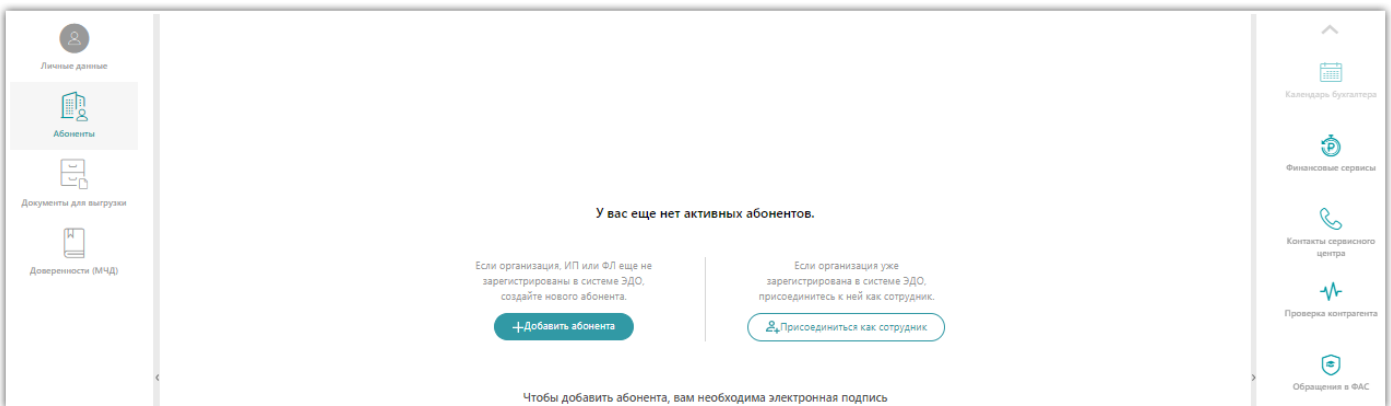 Личные данные
Абоненты
Документы для выгрузки
Доверенности (МЧД)
У вас еще нет активных абонентов.
Если организация, ИП или ФЛ еще не
зарегистрированы в системе ЭДО,
создайте нового абонента.
Добавить абонента
Если организация уже
зарегистрирована в системе ЭДО,
присоединитесь к ней как сотрудник.
Присоединиться как сотрудник
Чтобы добавить абонента, вам необходима электронная подпись
Календарь бухгалтера
Финансовые сервисы
Контакты сервисного
центра
Проверка контрагента
Обращения в ФАС